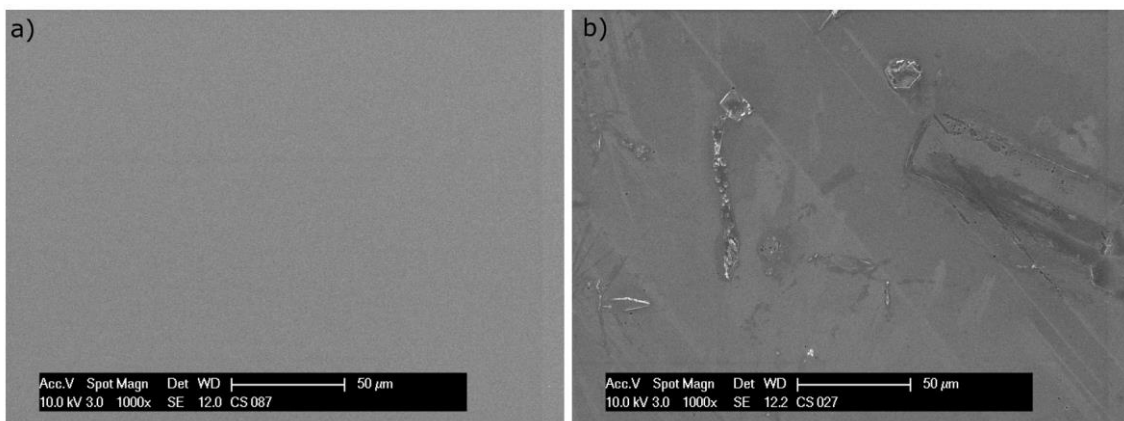 a)
b)
Acc.V Spot Magn Det WD 50 μm
10.0 kV 3.0 1000x SE 12.0 CS 087
Acc.V Spot Magn Det WD 50 μm
10.0 kV 3.0 1000x SE 12.2 CS 027